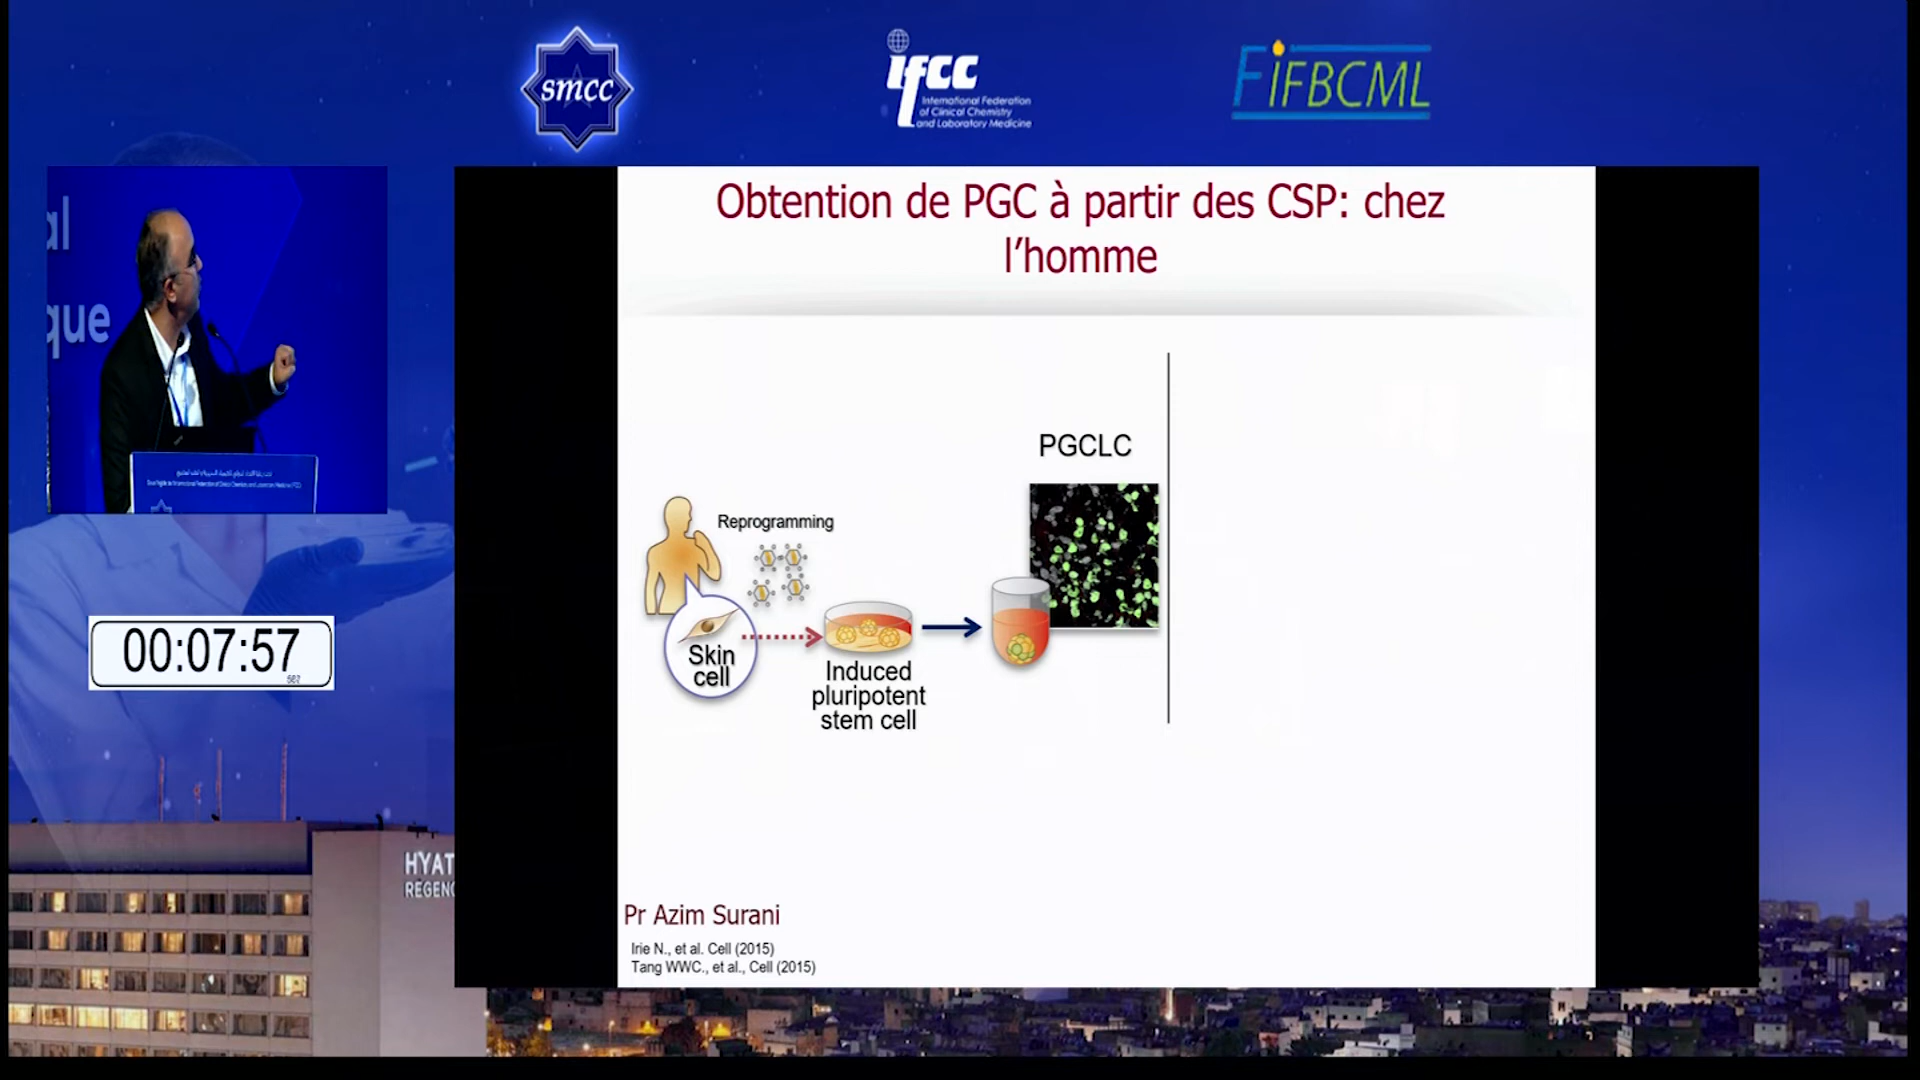 smcc
ifcc
International Federation
of Clinical Chemistry
and Laboratory Medicine
FIFBCML
al
que
00:07:57
HYAT
REGENC
Obtention de PGC à partir des CSP: chez
l'homme
PGCLC
Reprogramming
Skin
cell
Induced
pluripotent
stem cell
Pr Azim Surani
Irie N., et al. Cell (2015)
Tang WWC., et al., Cell (2015)